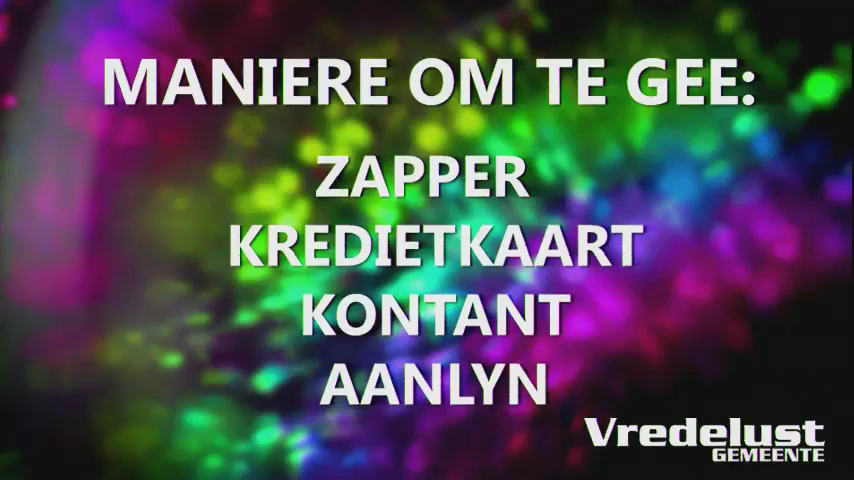 MANIERE OM TE GEE:
ZAPPER
KREDIETKAART
KONTANT
AANLYN
Vredelust
GEMEENTE